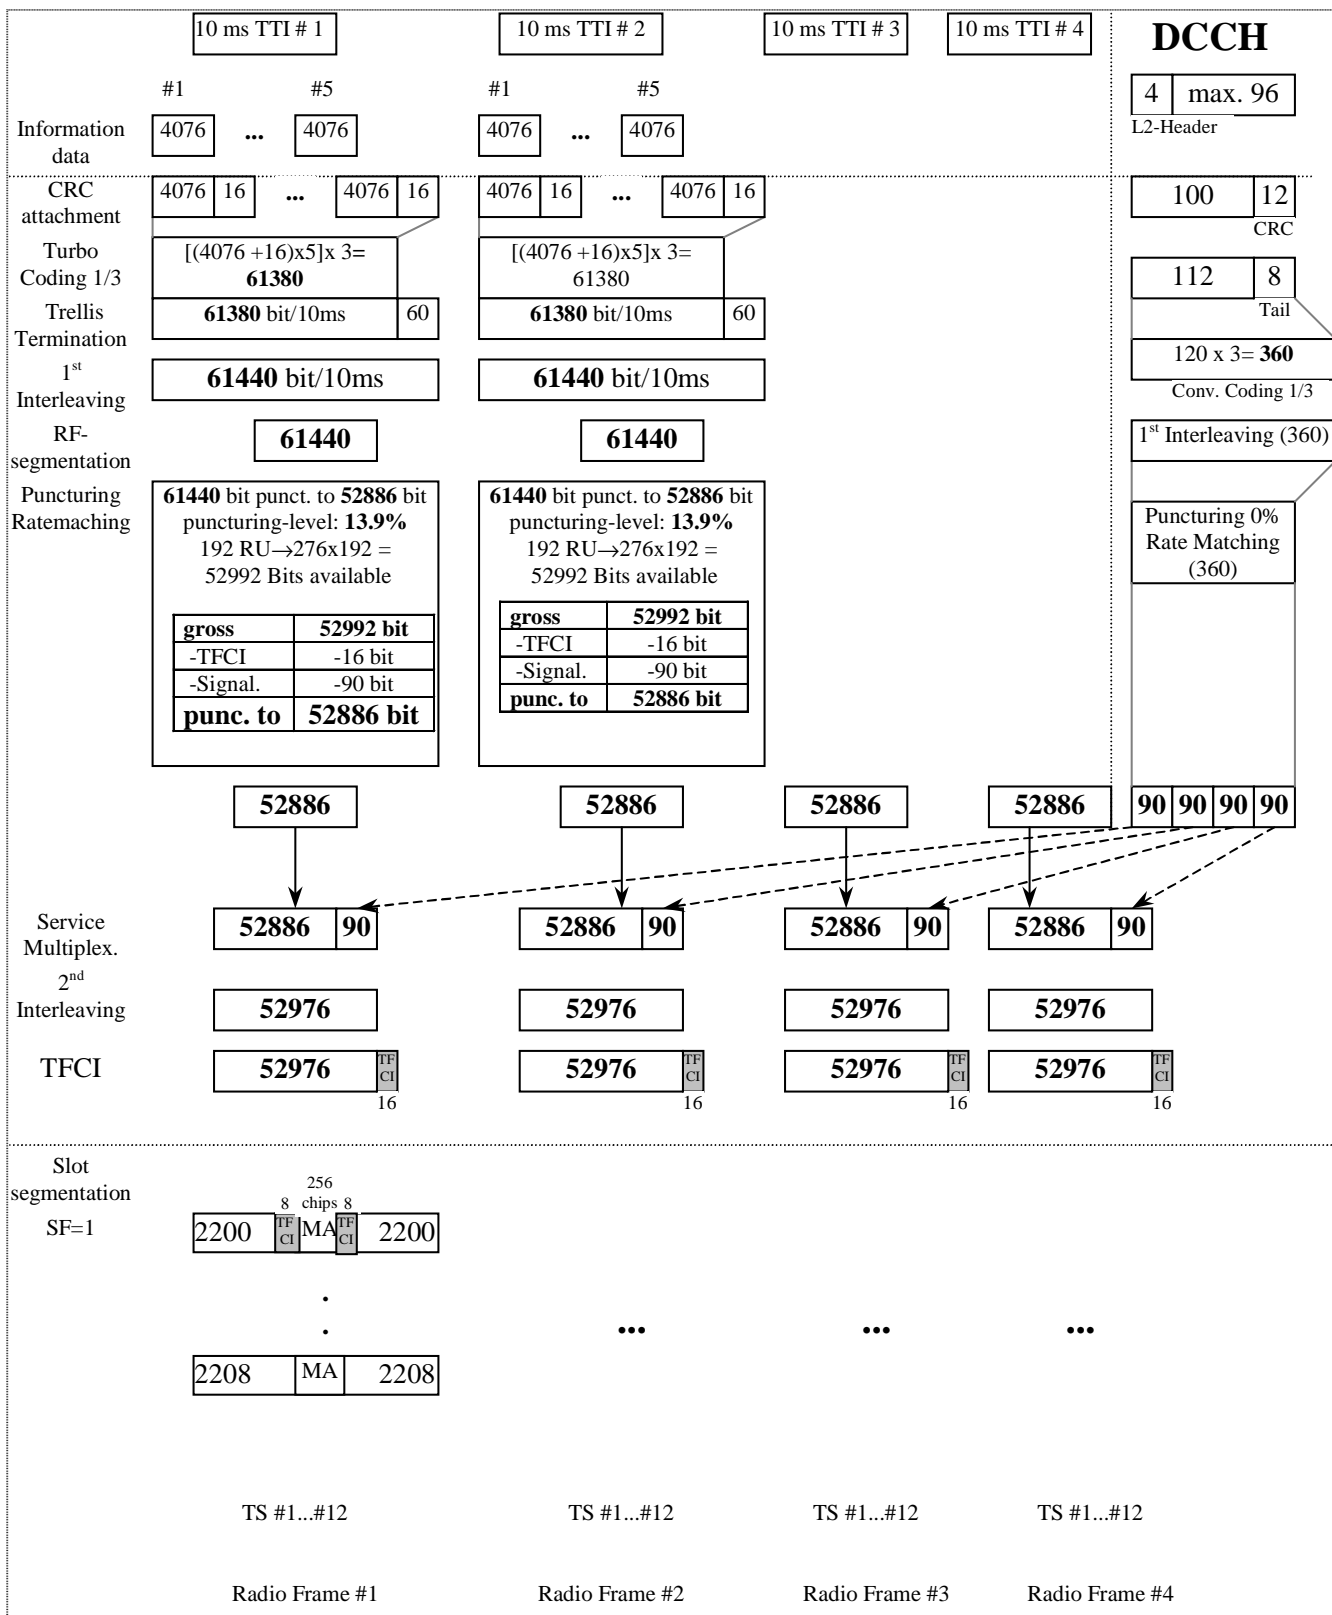 10 ms TTI # 1
10 ms TTI # 2
10 ms TTI # 3
10 ms TTI # 4
DCCH
#1
#5
#1
#5
4
max. 96
L2-Header
Information
data
4076
...
4076
4076
...
4076
CRC
attachment
4076
16
...
4076
16
4076
16
...
4076
16
100
12
CRC
Turbo
Coding 1/3
[(4076 +16)x5]x 3=
61380
[(4076 +16)x5]x 3=
61380
112
8
Tail
Trellis
Termination
61380 bit/10ms
60
61380 bit/10ms
60
120 x 3= 360
Conv. Coding 1/3
1st
Interleaving
61440 bit/10ms
61440 bit/10ms
RF-
segmentation
61440
61440
1st Interleaving (360)
Puncturing
Ratemaching
61440 bit punct. to 52886 bit
puncturing-level: 13.9%
192 RU→276x192 =
52992 Bits available
gross 52992 bit
-TFCI -16 bit
-Signal. -90 bit
punc. to 52886 bit
61440 bit punct. to 52886 bit
puncturing-level: 13.9%
192 RU→276x192 =
52992 Bits available
gross 52992 bit
-TFCI -16 bit
-Signal. -90 bit
punc. to 52886 bit
Puncturing 0%
Rate Matching
(360)
52886
52886
52886
52886
90 90 90 90
Service
Multiplex.
52886 90
52886 90
52886 90
52886 90
2nd
Interleaving
52976
52976
52976
52976
TFCI
52976
TF
CI
16
52976
TF
CI
16
52976
TF
CI
16
52976
TF
CI
16
Slot
segmentation
SF=1
256
chips
8
8
2200
TF
CI
MA
TF
CI
2200
.
.
...
...
...
2208
MA
2208
TS #1...#12
TS #1...#12
TS #1...#12
TS #1...#12
Radio Frame #1
Radio Frame #2
Radio Frame #3
Radio Frame #4